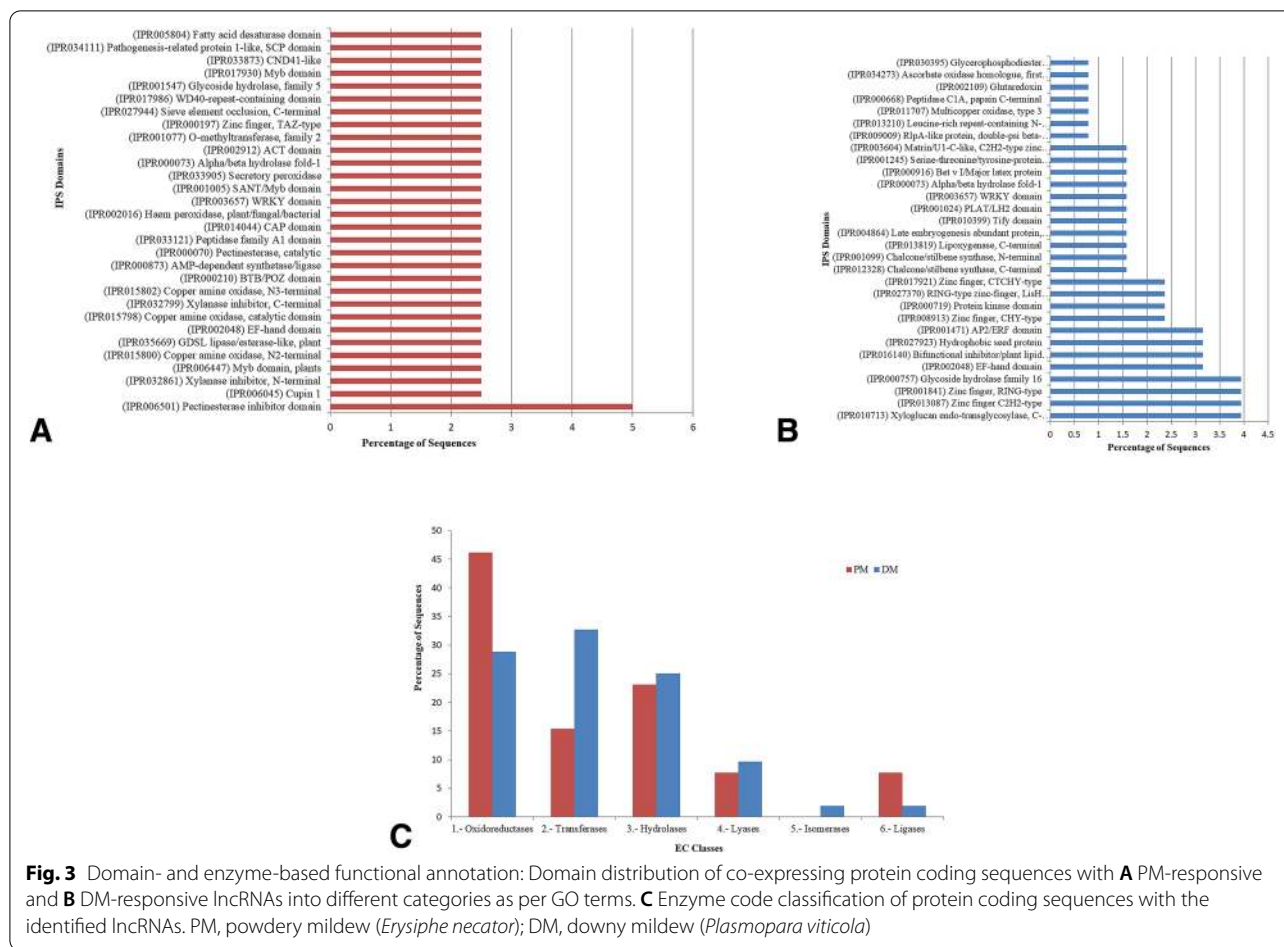 (IPR005804) Fatty acid desaturase domain
(IPR034111) Pathogenesis-related protein 1-like, SCP domain
(IPR033873) CND41-like
(IPR017930) Myb domain
(IPR001547) Glycoside hydrolase, family 5
(IPR017986) WD40-repeat-containing domain
(IPR027944) Sieve element occlusion, C-terminal
(IPR000197) Zinc finger, TAZ-type
(IPR001077) O-methyltransferase, family 2
(IPR002912) ACT domain
(IPR000073) Alpha/beta hydrolase fold-1
(IPR033905) Secretory peroxidase
(IPR001005) SANT/Myb domain
(IPR003657) WRKY domain
(IPR002016) Haem peroxidase, plant/fungal/bacterial
(IPR014044) CAP domain
(IPR033121) Peptidase family A1 domain
(IPR000070) Pectinesterase, catalytic
(IPR000873) AMP-dependent synthetase/ligase
(IPR000210) BTB/POZ domain
(IPR015802) Copper amine oxidase, N3-terminal
(IPR032799) Xylanase inhibitor, C-terminal
(IPR015798) Copper amine oxidase, catalytic domain
(IPR002048) EF-hand domain
(IPR035669) GDSL lipase/esterase-like, plant
(IPR015800) Copper amine oxidase, N2-terminal
(IPR006447) Myb domain, plants
(IPR032861) Xylanase inhibitor, N-terminal
(IPR006045) Cupin 1
(IPR006501) Pectinesterase inhibitor domain
IPS Domains
0 1 2 3 4 5 6
Percentage of Sequences
A
(IPR030395) Glycerophosphodiester..
(IPR034273) Ascorbate oxidase homologue, first..
(IPR002109) Glutaredoxin
(IPR000668) Peptidase C1A, papain C-terminal
(IPR011707) Multicopper oxidase, type 3
(IPR013210) Leucine-rich repeat-containing N-..
(IPR009009) RlpA-like protein, double-psi beta-..
(IPR003604) Matrin/U1-C-like, C2H2-type zinc..
(IPR001245) Serine-threonine/tyrosine-protein..
(IPR000916) Bet v I/Major latex protein
(IPR000073) Alpha/beta hydrolase fold-1
(IPR003657) WRKY domain
(IPR001024) PLAT/LH2 domain
(IPR010399) Tify domain
(IPR004864) Late embryogenesis abundant protein,..
(IPR013819) Lipoxygenase, C-terminal
(IPR001099) Chalcone/stilbene synthase, N-terminal
(IPR012328) Chalcone/stilbene synthase, C-terminal
(IPR017921) Zinc finger, CTCHY-type
(IPR027370) RING-type zinc-finger, LisH..
(IPR000719) Protein kinase domain
(IPR008913) Zinc finger, CHY-type
(IPR001471) AP2/ERF domain
(IPR027923) Hydrophobic seed protein
(IPR016140) Bifunctional inhibitor/plant lipid..
(IPR002048) EF-hand domain
(IPR000757) Glycoside hydrolase family 16
(IPR001841) Zinc finger, RING-type
(IPR013087) Zinc finger C2H2-type
(IPR010713) Xyloglucan endo-transglycosylase, C-..
IPS Domains
0 0.5 1 1.5 2 2.5 3 3.5 4 4.5
Percentage of Sequences
B
50
45
40
35
30
25
20
15
10
5
0
Percentage of Sequences
PM DM
1.- Oxidoreductases 2.- Transferases 3.- Hydrolases 4.- Lyases 5.- Isomerases 6.- Ligases
EC Classes
C
Fig. 3 Domain- and enzyme-based functional annotation: Domain distribution of co-expressing protein coding sequences with A PM-responsive
and B DM-responsive lncRNAs into different categories as per GO terms. C Enzyme code classification of protein coding sequences with the
identified lncRNAs. PM, powdery mildew (Erysiphe necator); DM, downy mildew (Plasmopara viticola)